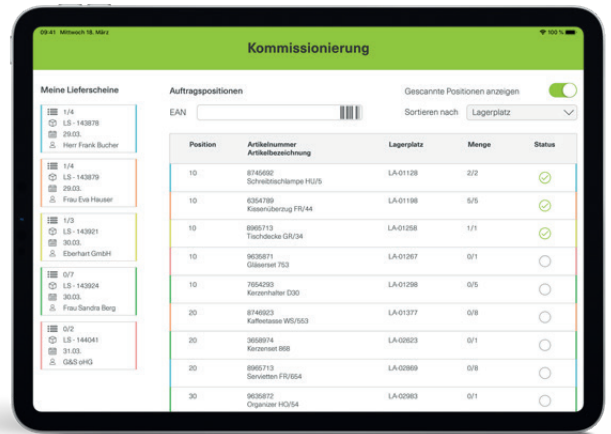 09:41 Mittwoch 18. März
100 %
Kommissionierung
Meine Lieferscheine
1/4
LS - 143878
29.03.
Herr Frank Bucher
1/4
LS - 143879
29.03.
Frau Eva Hauser
1/3
LS - 143921
30.03.
Eberhart GmbH
0/7
LS - 143924
30.03.
Frau Sandra Berg
0/2
LS - 144041
31.03.
G&S oHG
Auftragspositionen
Gescannte Positionen anzeigen
EAN
Sortieren nach Lagerplatz
Position Artikelnummer Lagerplatz Menge Status
Artikelbezeichnung
10 8745692 LA-01128 2/2
Schreibtischlampe HU/5
10 6354789 LA-01198 5/5
Kissenüberzug FR/44
10 8965713 LA-01258 1/1
Tischdecke GR/34
10 9635871 LA-01267 0/1
Gläserset 753
10 7654293 LA-01298 0/5
Kerzenhalter D30
20 8746923 LA-01377 0/8
Kaffeetasse WS/553
20 3658974 LA-02623 0/1
Kerzenset 868
20 8965713 LA-02869 0/8
Servietten FR/654
30 9635872 LA-02983 0/1
Organizer HO/54